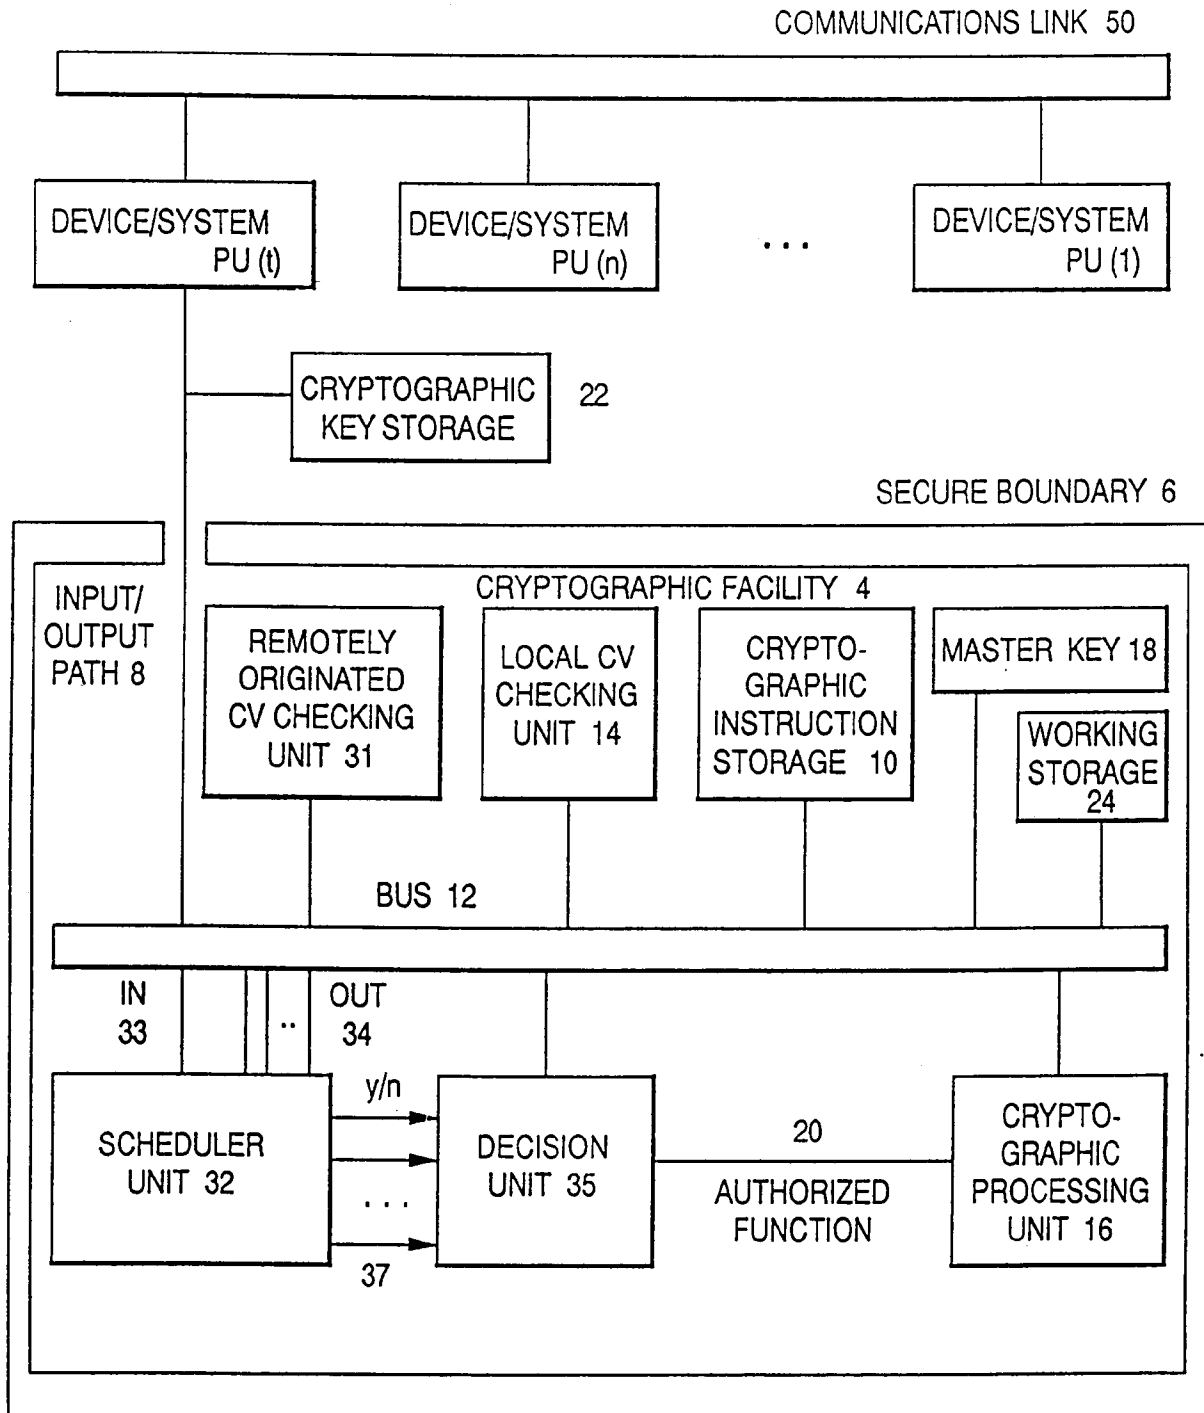 COMMUNICATIONS LINK 50
DEVICE/SYSTEM
PU (t)
DEVICE/SYSTEM
PU (n)
. . .
DEVICE/SYSTEM
PU (1)
CRYPTOGRAPHIC
KEY STORAGE
22
SECURE BOUNDARY 6
INPUT/
OUTPUT
PATH 8
CRYPTOGRAPHIC FACILITY 4
REMOTELY
ORIGINATED
CV CHECKING
UNIT 31
LOCAL CV
CHECKING
UNIT 14
CRYPTO-
GRAPHIC
INSTRUCTION
STORAGE 10
MASTER KEY 18
WORKING
STORAGE
24
BUS 12
IN
33
..
OUT
34
SCHEDULER
UNIT 32
y/n
. . .
37
DECISION
UNIT 35
20
AUTHORIZED
FUNCTION
CRYPTO-
GRAPHIC
PROCESSING
UNIT 16